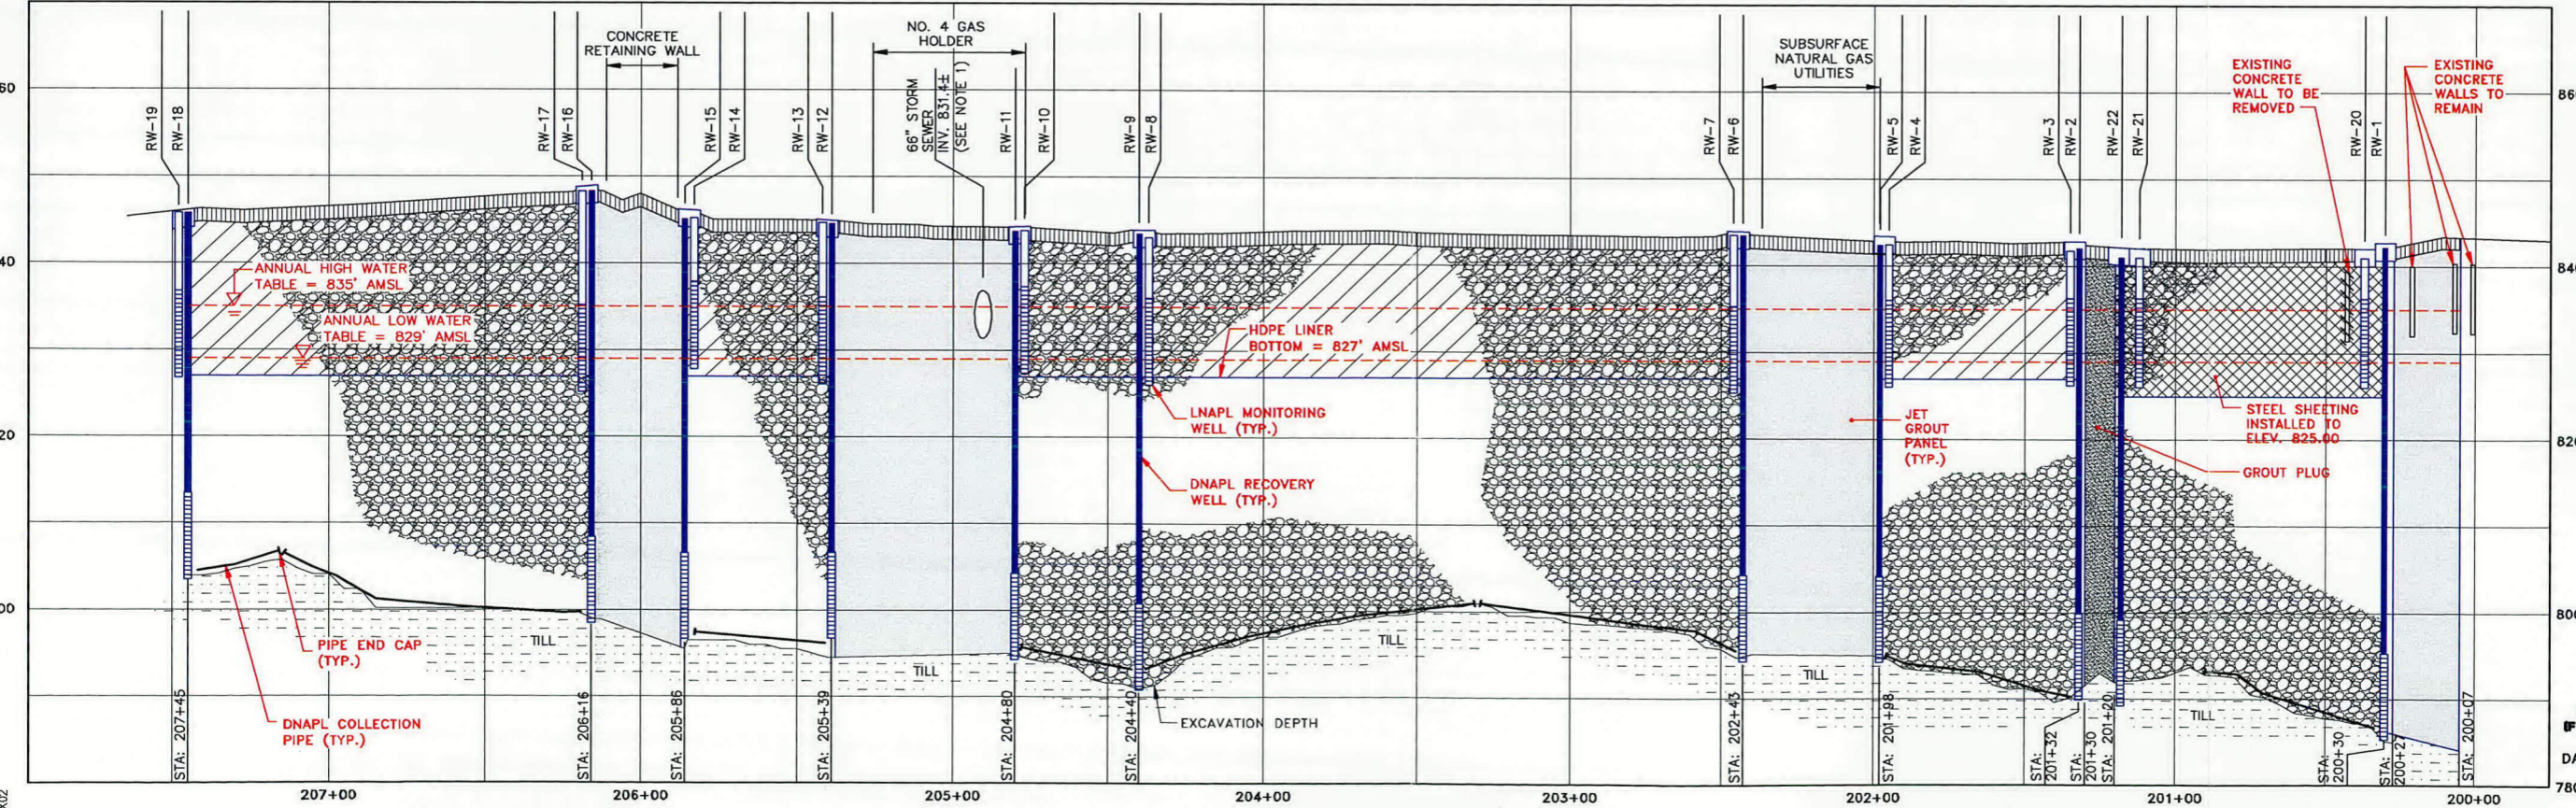 CONCRETE
RETAINING WALL
NO. 4 GAS
HOLDER
66" STORM
SEWER
INV. 831.4±
(SEE NOTE 1)
SUBSURFACE
NATURAL GAS
UTILITIES
EXISTING
CONCRETE
WALL TO BE
REMOVED
EXISTING
CONCRETE
WALLS TO
REMAIN
RW-19
RW-18
RW-17
RW-16
RW-15
RW-14
RW-13
RW-12
RW-11
RW-10
RW-9
RW-8
RW-7
RW-6
RW-5
RW-4
RW-3
RW-2
RW-22
RW-21
RW-20
RW-1
60
40
20
00
86
840
82
800
78
ANNUAL HIGH WATER
TABLE = 835' AMSL
ANNUAL LOW WATER
TABLE = 829' AMSL
HDPE LINER
BOTTOM = 827' AMSL
LNAPL MONITORING
WELL (TYP.)
DNAPL RECOVERY
WELL (TYP.)
JET
GROUT
PANEL
(TYP.)
STEEL SHEETING
INSTALLED TO
ELEV. 825.00
GROUT PLUG
PIPE END CAP
(TYP.)
DNAPL COLLECTION
PIPE (TYP.)
EXCAVATION DEPTH
TILL
TILL
TILL
TILL
TILL
STA: 207+45
STA: 206+16
STA: 205+86
STA: 205+39
STA: 204+80
STA: 204+40
STA: 202+43
STA: 201+98
STA:
201+32
STA:
201+30
STA: 201+20
STA:
200+30
STA:
200+2
STA: 200+07
DA
207+00
206+00
205+00
204+00
203+00
202+00
201+00
200+00